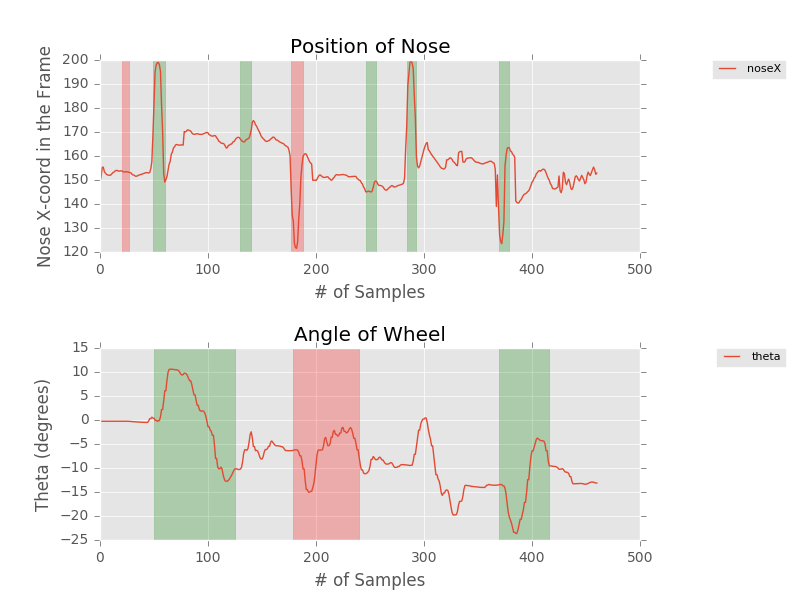 Position of Nose
Nose X-coord in the Frame
200
190
180
170
160
150
140
130
120
0 100 200 300 400 500
# of Samples
noseX
Angle of Wheel
Theta (degrees)
15
10
5
0
−5
−10
−15
−20
−25
0 100 200 300 400 500
# of Samples
theta